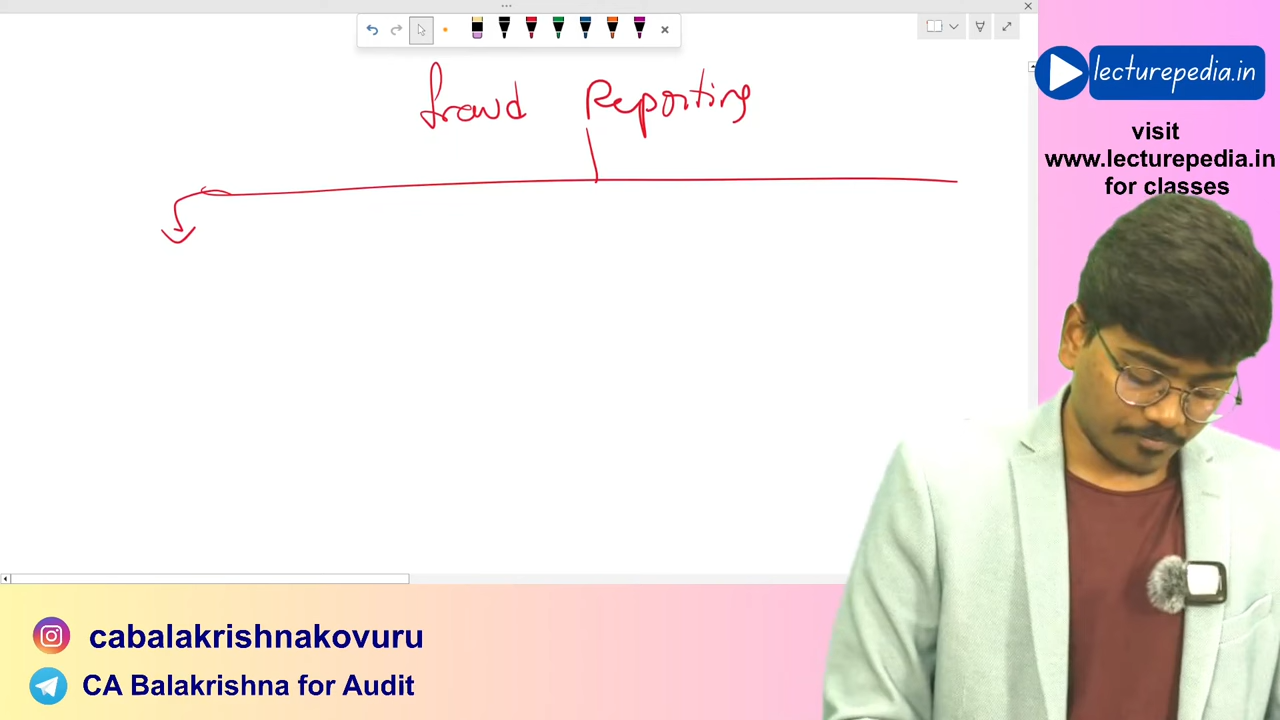 fraud Reporting
lecturepedia.in
visit
www.lecturepedia.in
for classes
cabalakrishnakovuru
CA Balakrishna for Audit